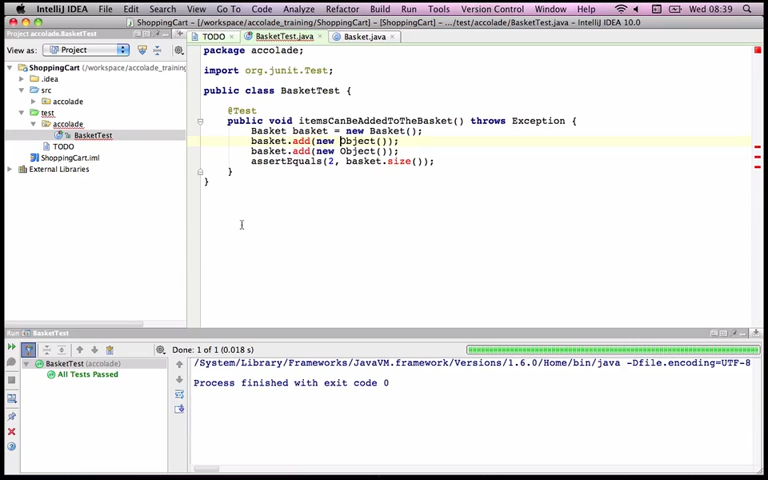 IntelliJ IDEA File Edit Search View Go To Code Analyze Refactor Build Run Tools Version Control Window Wed 08:39
ShoppingCart - [/workspace/accolade_training/ShoppingCart] - [ShoppingCart] - .../test/accolade/BasketTest.java - IntelliJ IDEA 10.0
Project
View as: Project
ShoppingCart (/workspace/accolade_training
.idea
src
accolade
test
accolade
BasketTest
TODO
ShoppingCart.iml
External Libraries
TODO BasketTest.java Basket.java
package accolade;
import org.junit.Test;
public class BasketTest {
@Test
public void itemsCanBeAddedToTheBasket() throws Exception {
Basket basket = new Basket();
basket.add(new Object());
basket.add(new Object());
assertEquals(2, basket.size());
}
}
Run BasketTest
Done: 1 of 1 (0.018 s)
BasketTest (accolade)
All Tests Passed
/System/Library/Frameworks/JavaVM.framework/Versions/1.6.0/Home/bin/java -Dfile.encoding=UTF-8
Process finished with exit code 0